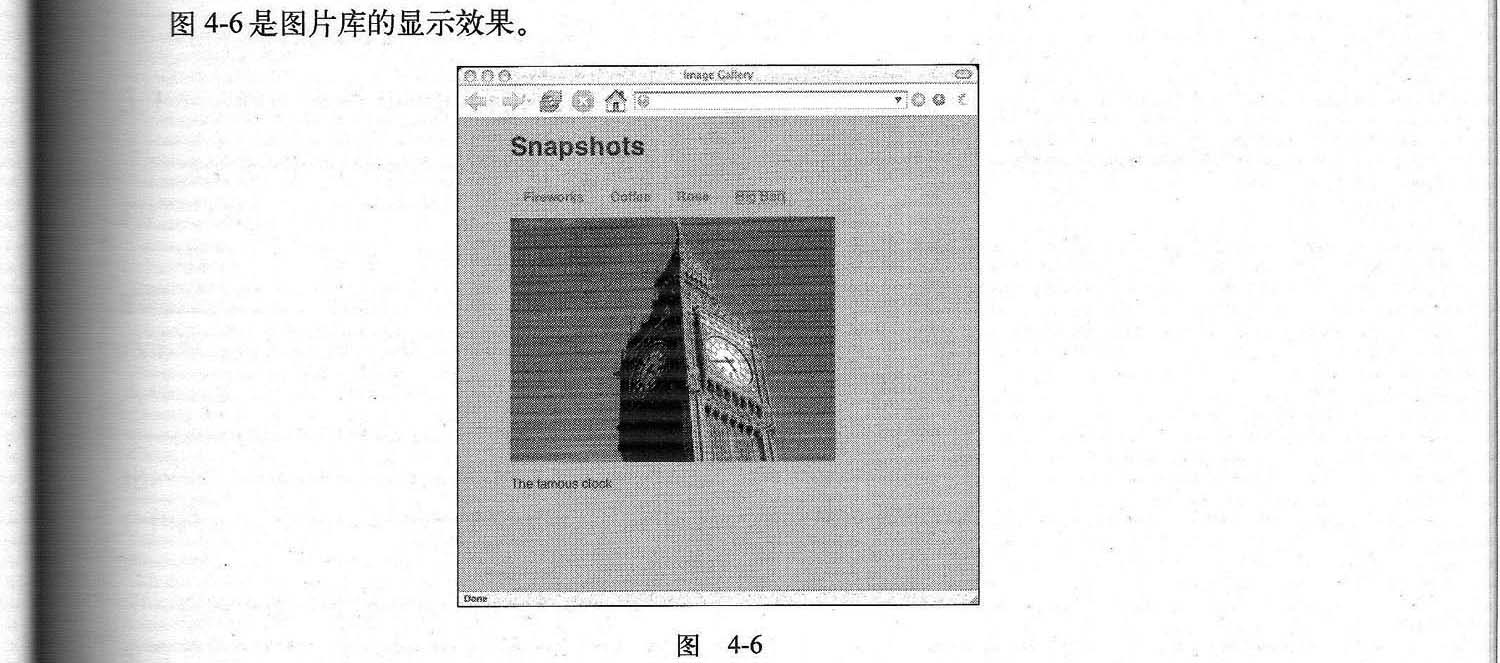 图 4-6 是图片库的显示效果。
Image Gallery
Snapshots
Fireworks Coffee Rose Big Ben
The famous clock
Done
图 4-6